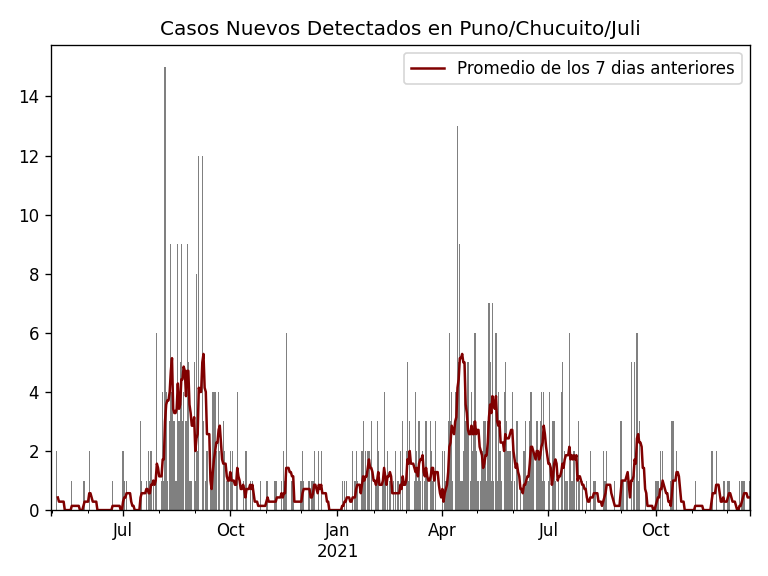 Casos Nuevos Detectados en Puno/Chucuito/Juli
Promedio de los 7 dias anteriores
14
12
10
8
6
4
2
0
Jul
Oct
Jan
Apr
Jul
Oct
2021